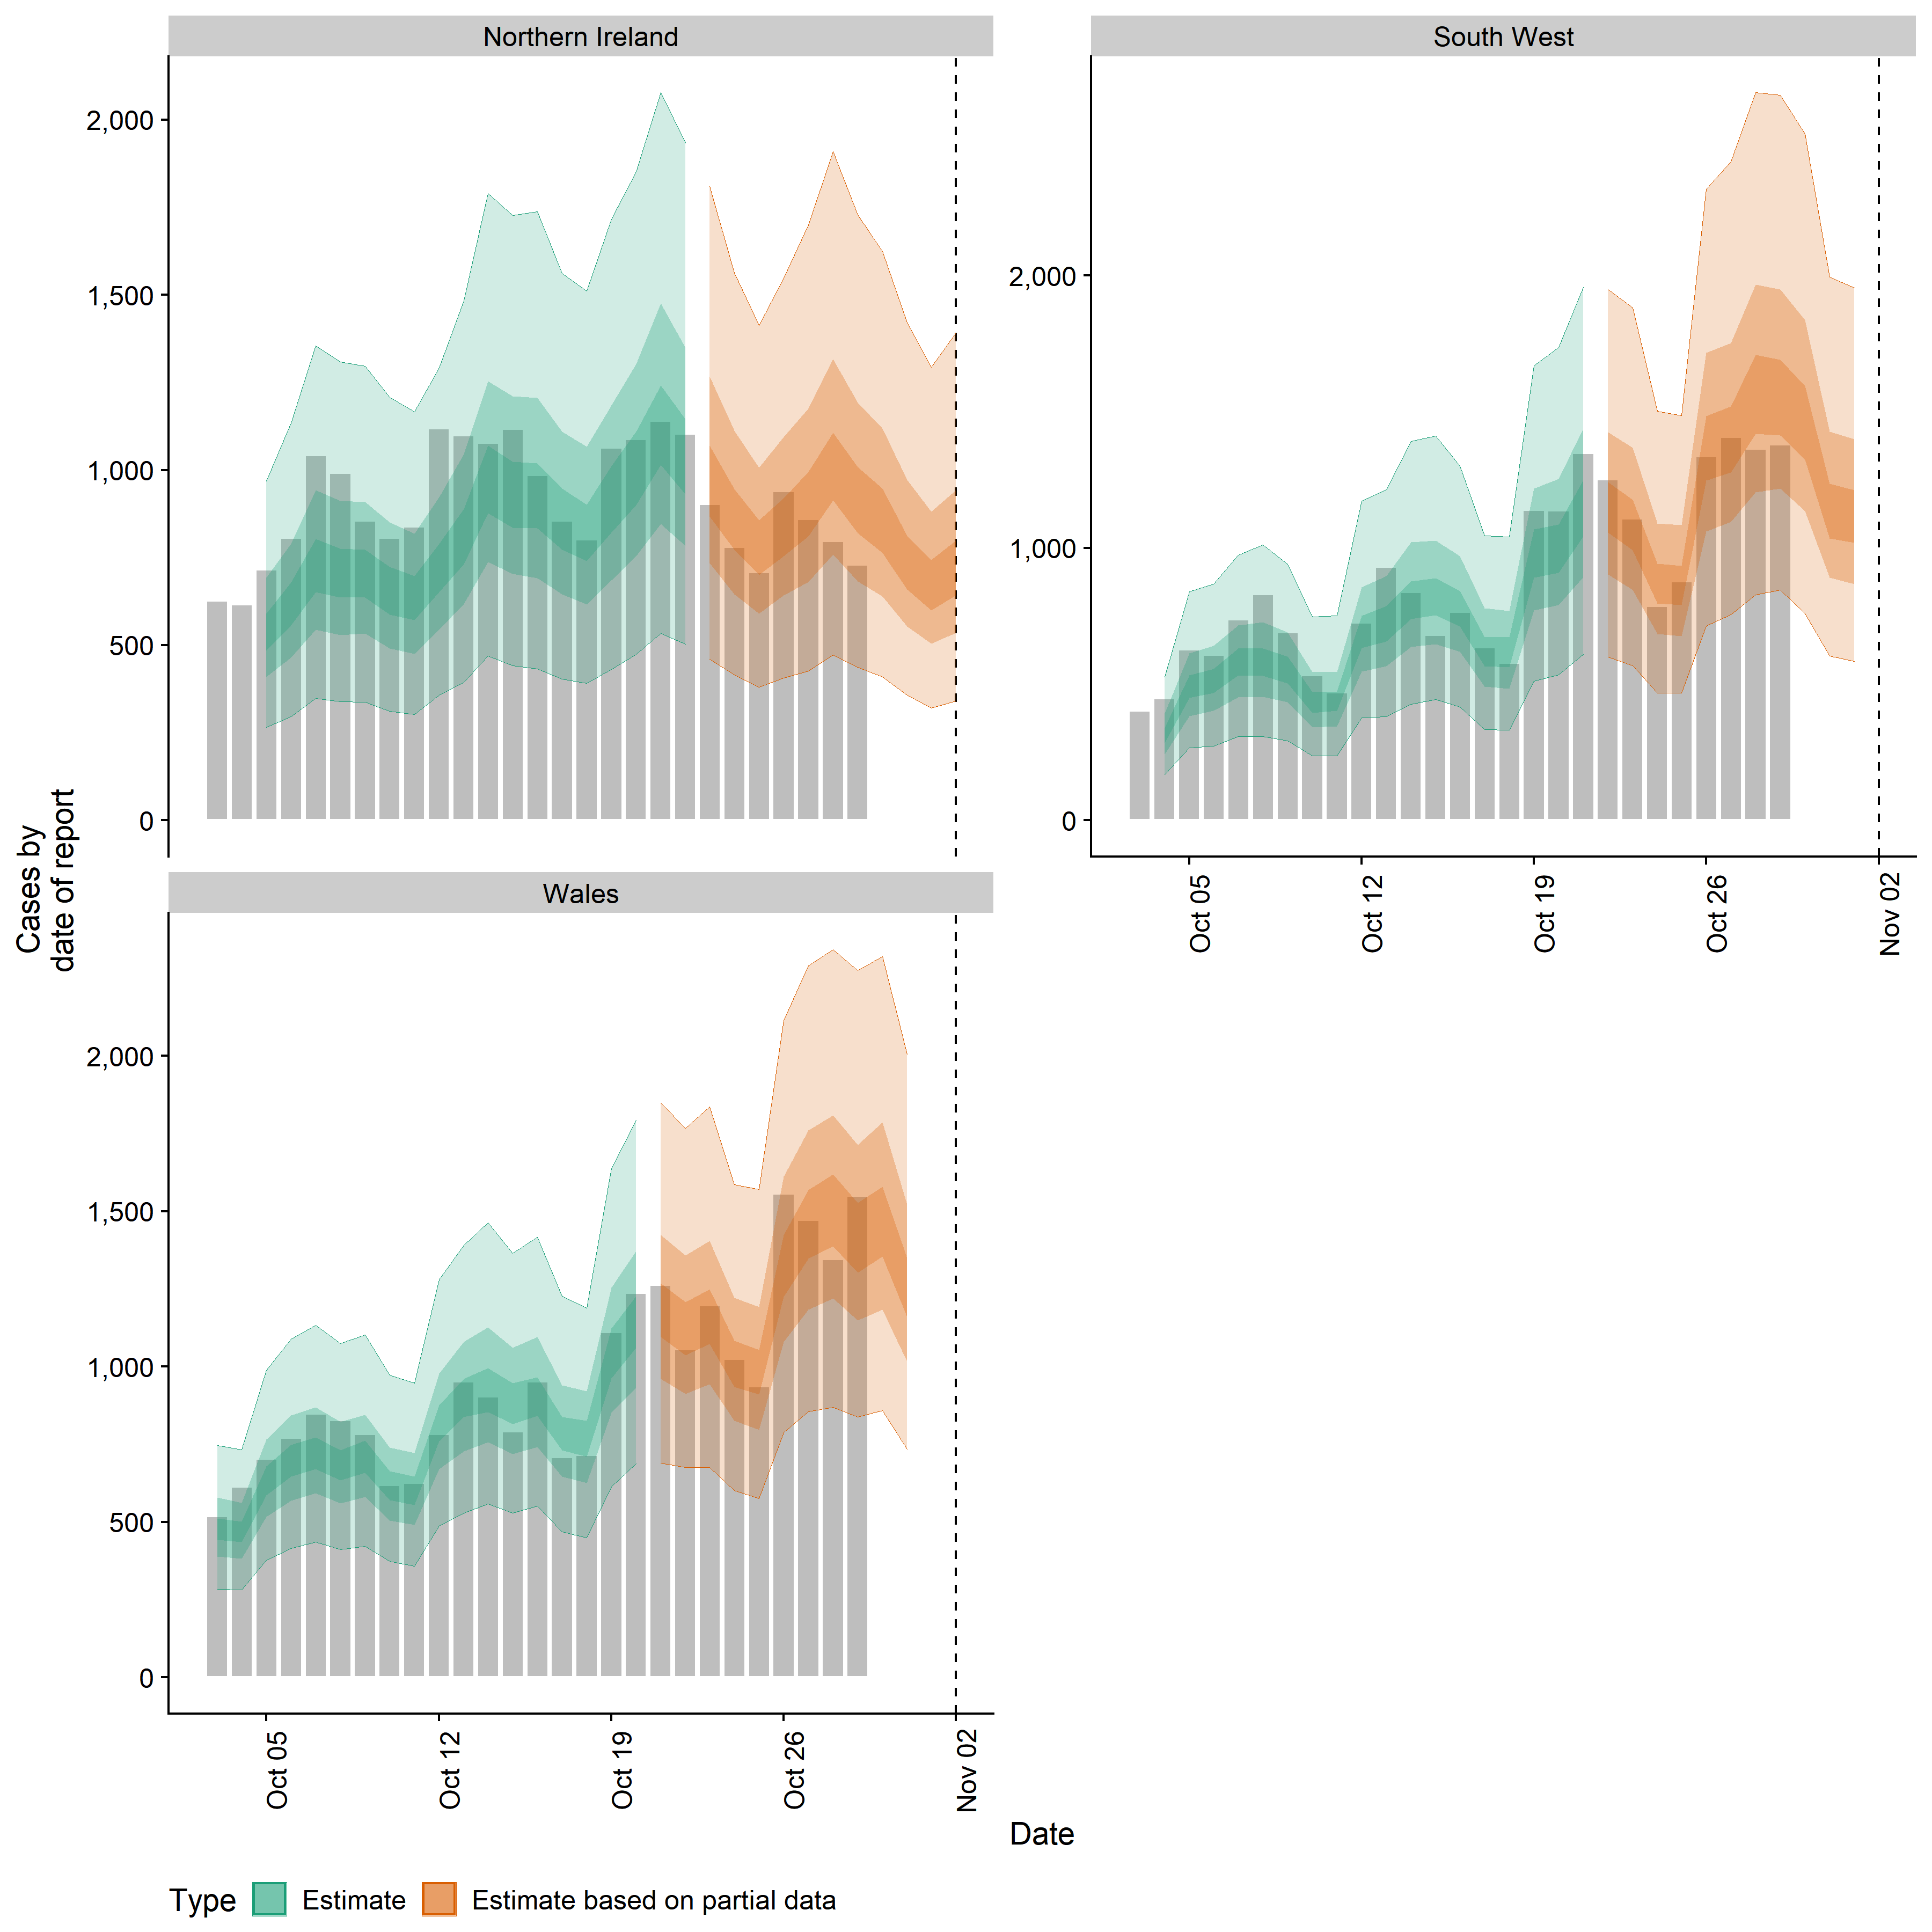 Northern Ireland
South West
2,000
1,500
1,000
500
0
2,000
1,000
0
Oct 05
Oct 12
Oct 19
Oct 26
Nov 02
Cases by
date of report
Wales
2,000
1,500
1,000
500
0
Oct 05
Oct 12
Oct 19
Oct 26
Nov 02
Date
Type Estimate Estimate based on partial data